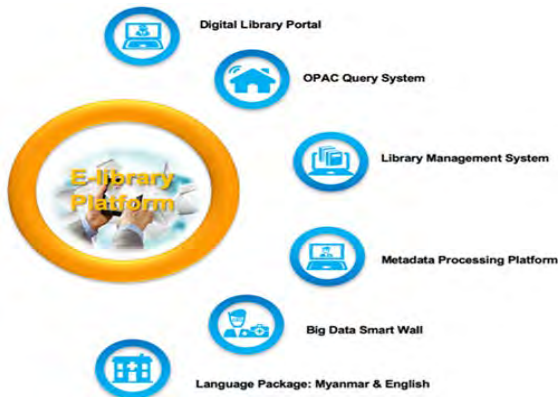 Digital Library Portal
OPAC Query System
E-library
Platform
Library Management System
Metadata Processing Platform
Big Data Smart Wall
Language Package: Myanmar & English